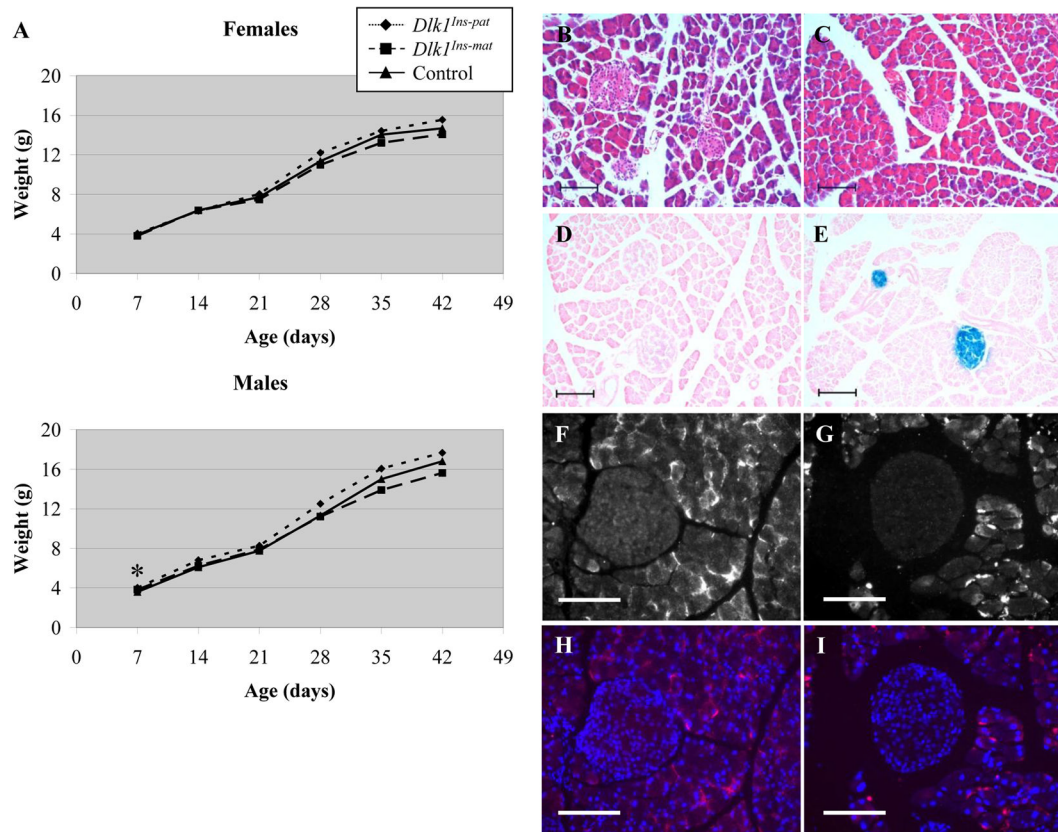 A
Females
Dlk1Ins-pat
Dlk1Ins-mat
Control
20
16
12
8
4
0
Weight (g)
0 7 14 21 28 35 42 49
Age (days)
Males
20
16
12
8
4
0
Weight (g)
*
0 7 14 21 28 35 42 49
Age (days)
B
C
D
E
F
G
H
I